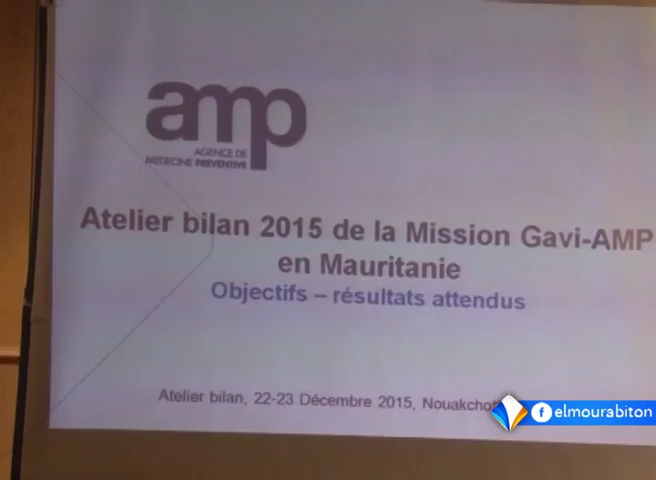 amp
AGENCE DE
MÉDECINE PRÉVENTIVE
Atelier bilan 2015 de la Mission Gavi-AMP
en Mauritanie
Objectifs – résultats attendus
Atelier bilan, 22-23 Décembre 2015, Nouakchot
elmourabiton